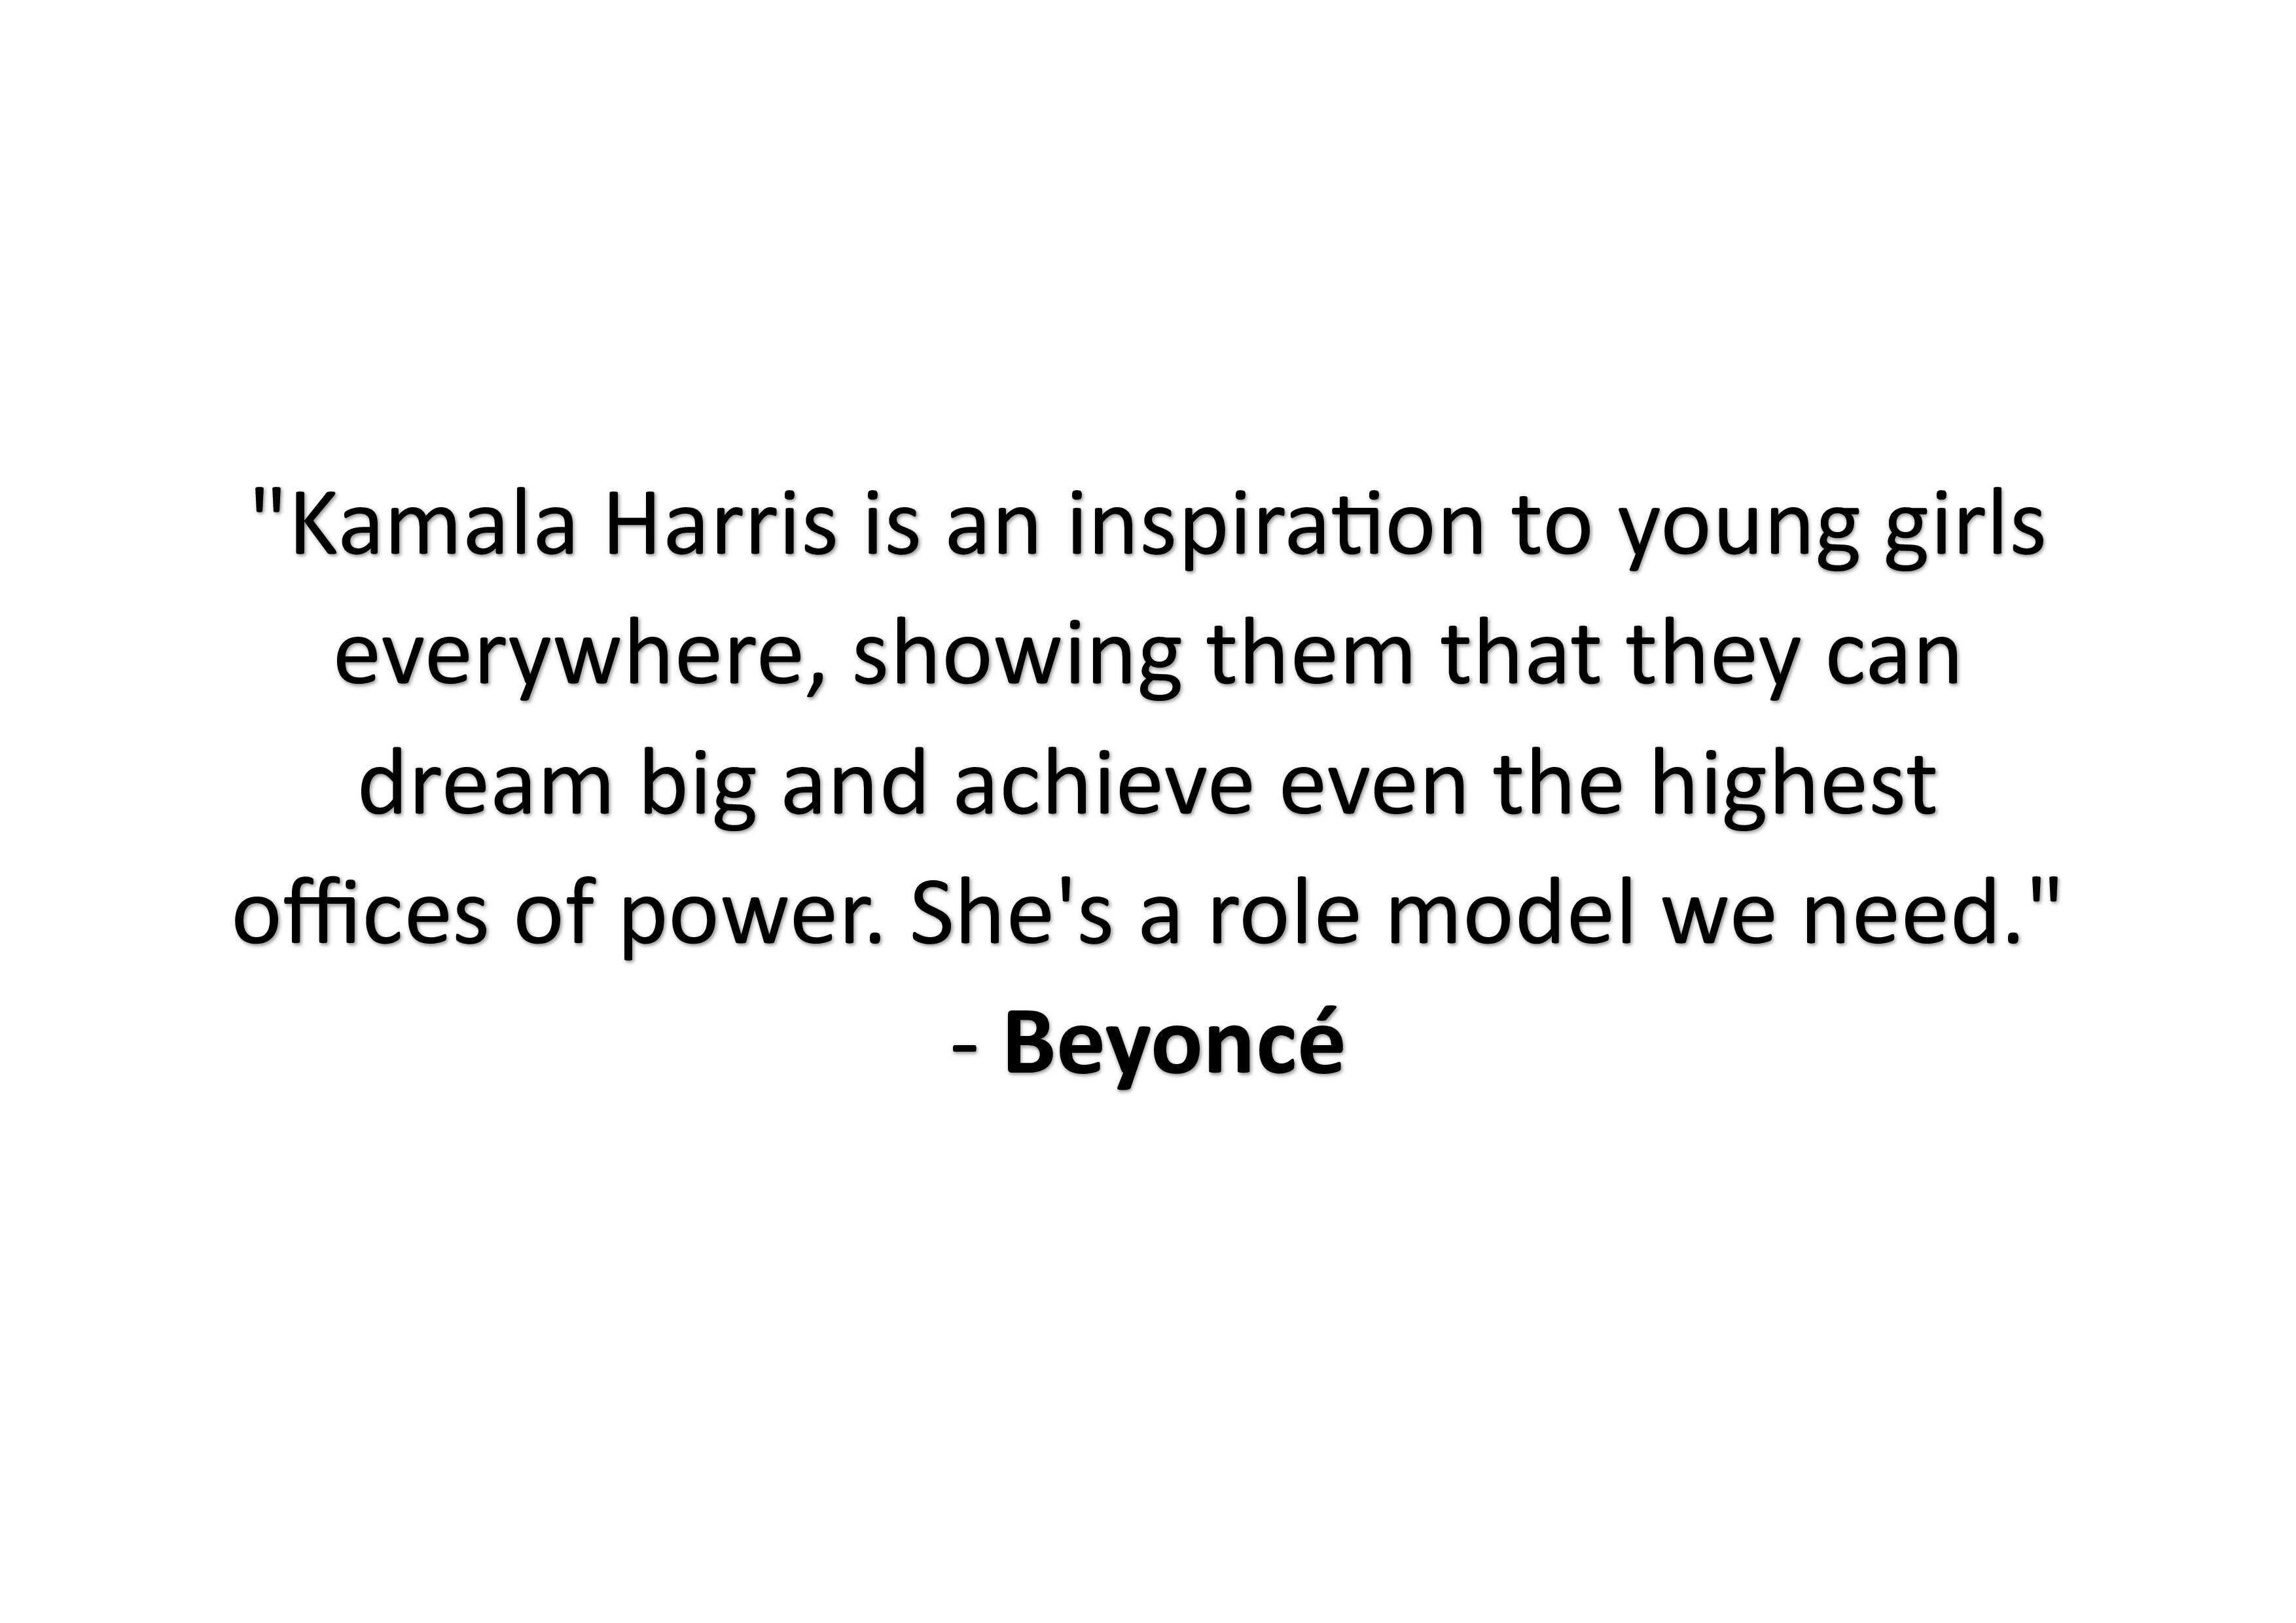 "Kamala Harris is an inspiration to young girls
everywhere, showing them that they can
dream big and achieve even the highest
offices of power. She's a role model we need."
- Beyoncé